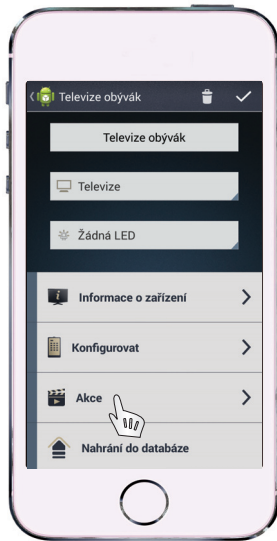 Televize obývák
Televize obývák
Televize
Žádná LED
Informace o zařízení
Konfigurovat
Akce
Nahrání do databáze